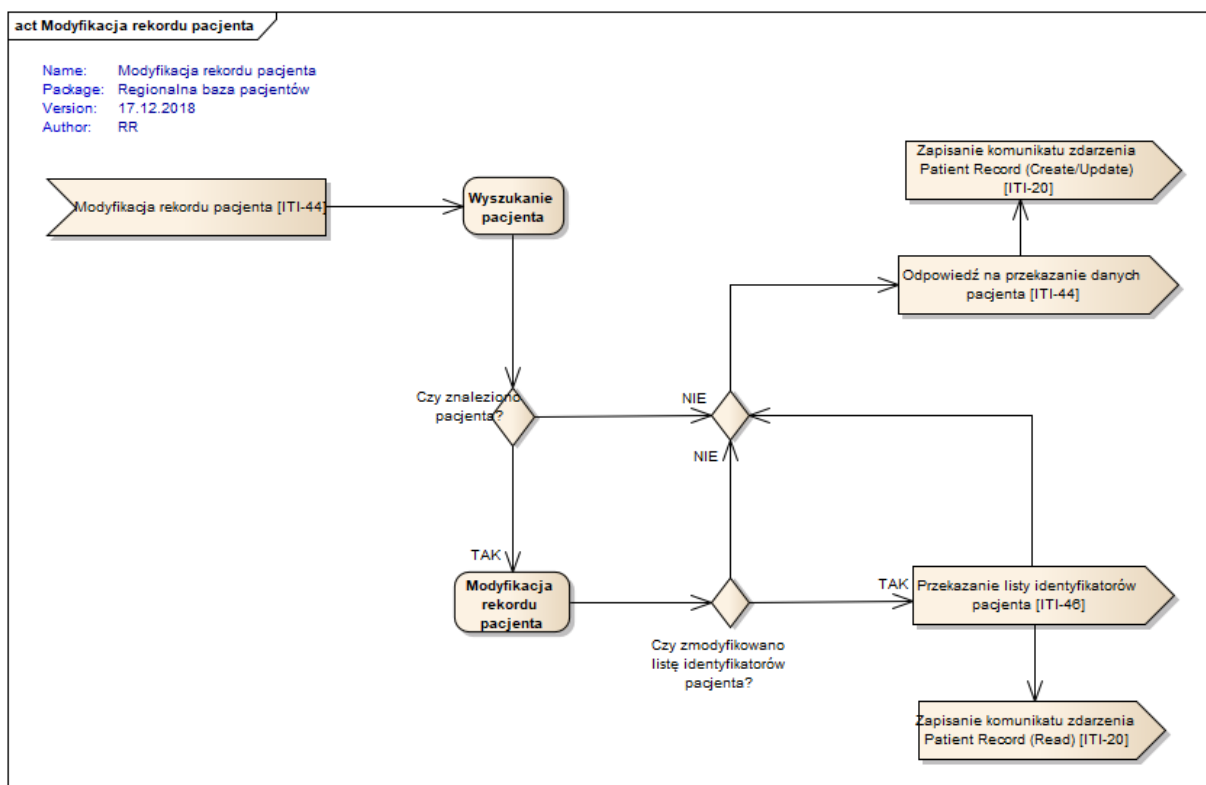 act Modyfikacja rekordu pacjenta
Name: Modyfikacja rekordu pacjenta
Package: Regionalna baza pacjentów
Version: 17.12.2018
Author: RR
Zapisanie komunikatu zdarzenia
Patient Record (Create/Update)
[ITI-20]
Modyfikacja rekordu pacjenta [ITI-44]
Wyszukanie
pacjenta
Odpowiedź na przekazanie danych
pacjenta [ITI-44]
Czy znaleziono
pacjenta?
NIE
NIE
TAK
Modyfikacja
rekordu
pacjenta
TAK
Przekazanie listy identyfikatorów
pacjenta [ITI-46]
Czy zmodyfikowano
listę identyfikatorów
pacjenta?
Zapisanie komunikatu zdarzenia
Patient Record (Read) [ITI-20]